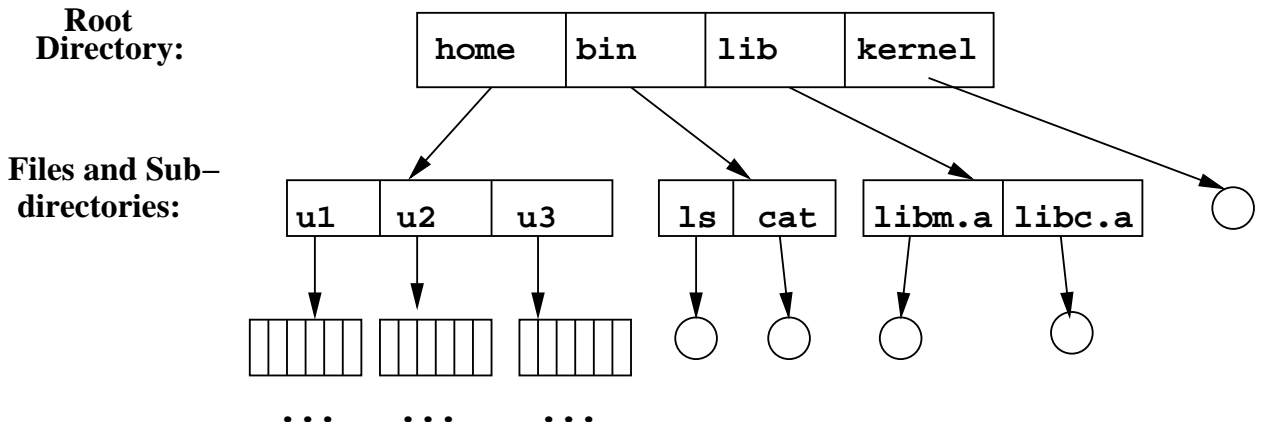 Root
Directory:
home bin lib kernel
Files and Sub−
directories:
u1 u2 u3 ls cat libm.a libc.a
... ... ...